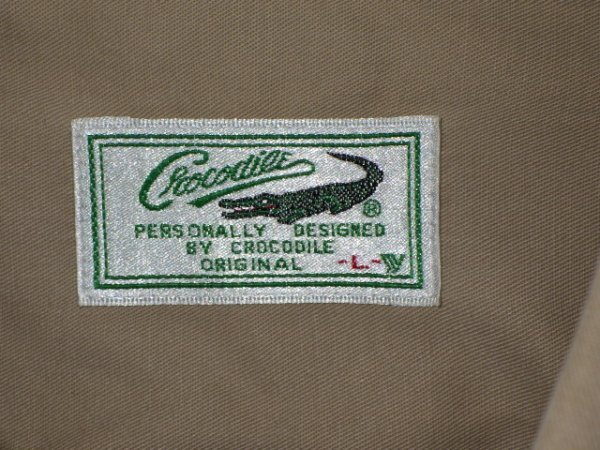 Crocodile
®
PERSONALLY DESIGNED
BY CROCODILE
ORIGINAL -L-